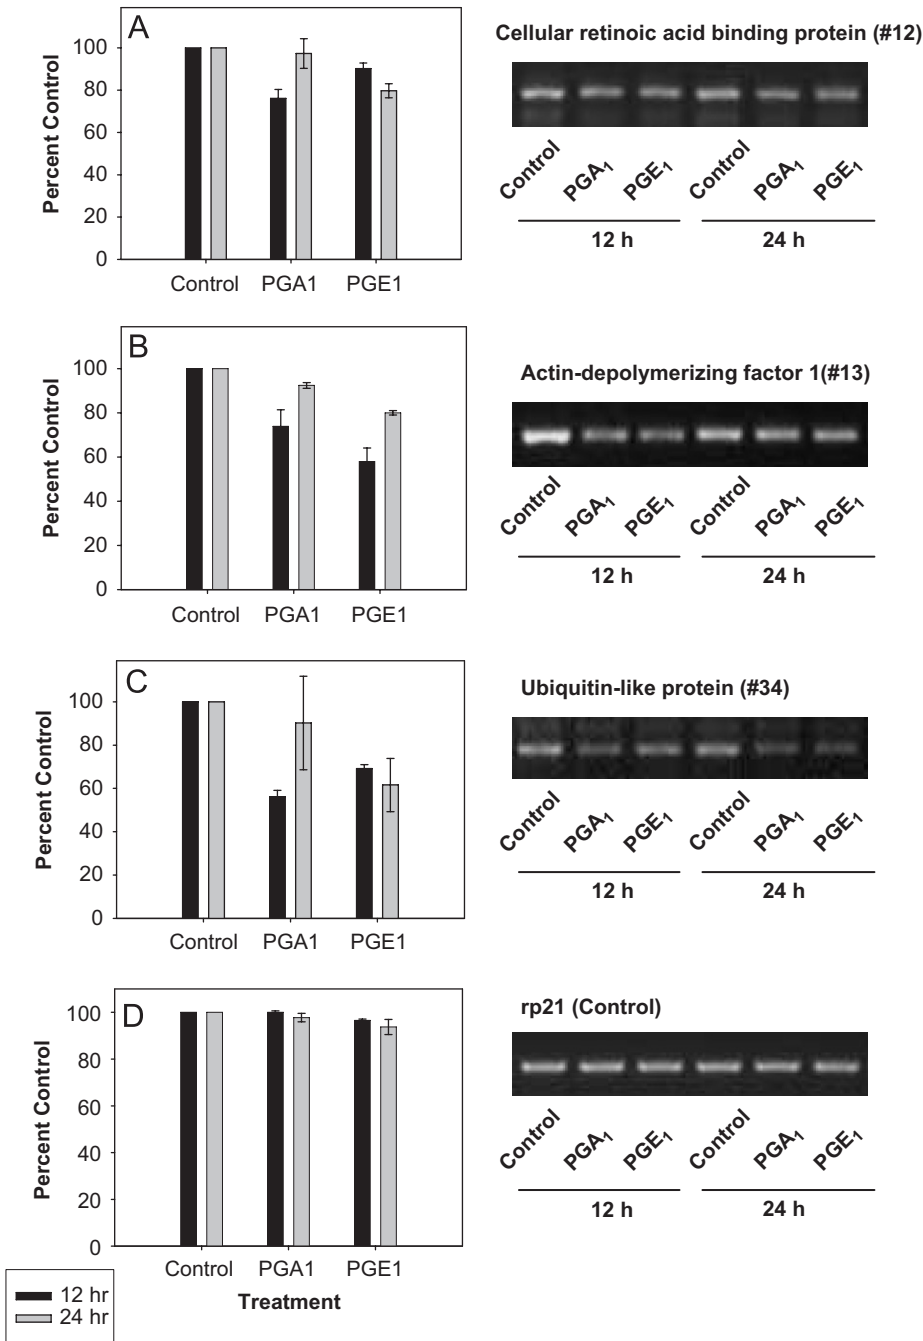 A
Percent Control
100
80
60
40
20
0
Control PGA1 PGE1
Cellular retinoic acid binding protein (#12)
Control PGA₁ PGE₁ Control PGA₁ PGE₁
12 h 24 h
B
Percent Control
100
80
60
40
20
0
Control PGA1 PGE1
Actin-depolymerizing factor 1(#13)
Control PGA₁ PGE₁ Control PGA₁ PGE₁
12 h 24 h
C
Percent Control
100
80
60
40
20
0
Control PGA1 PGE1
Ubiquitin-like protein (#34)
Control PGA₁ PGE₁ Control PGA₁ PGE₁
12 h 24 h
D
Percent Control
100
80
60
40
20
0
Control PGA1 PGE1
Treatment
rp21 (Control)
Control PGA₁ PGE₁ Control PGA₁ PGE₁
12 h 24 h
12 hr
24 hr